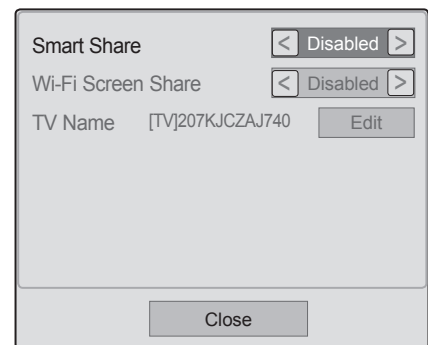 Smart Share < Disabled >
Wi-Fi Screen Share < Disabled >
TV Name [TV]207KJCZAJ740 Edit
Close